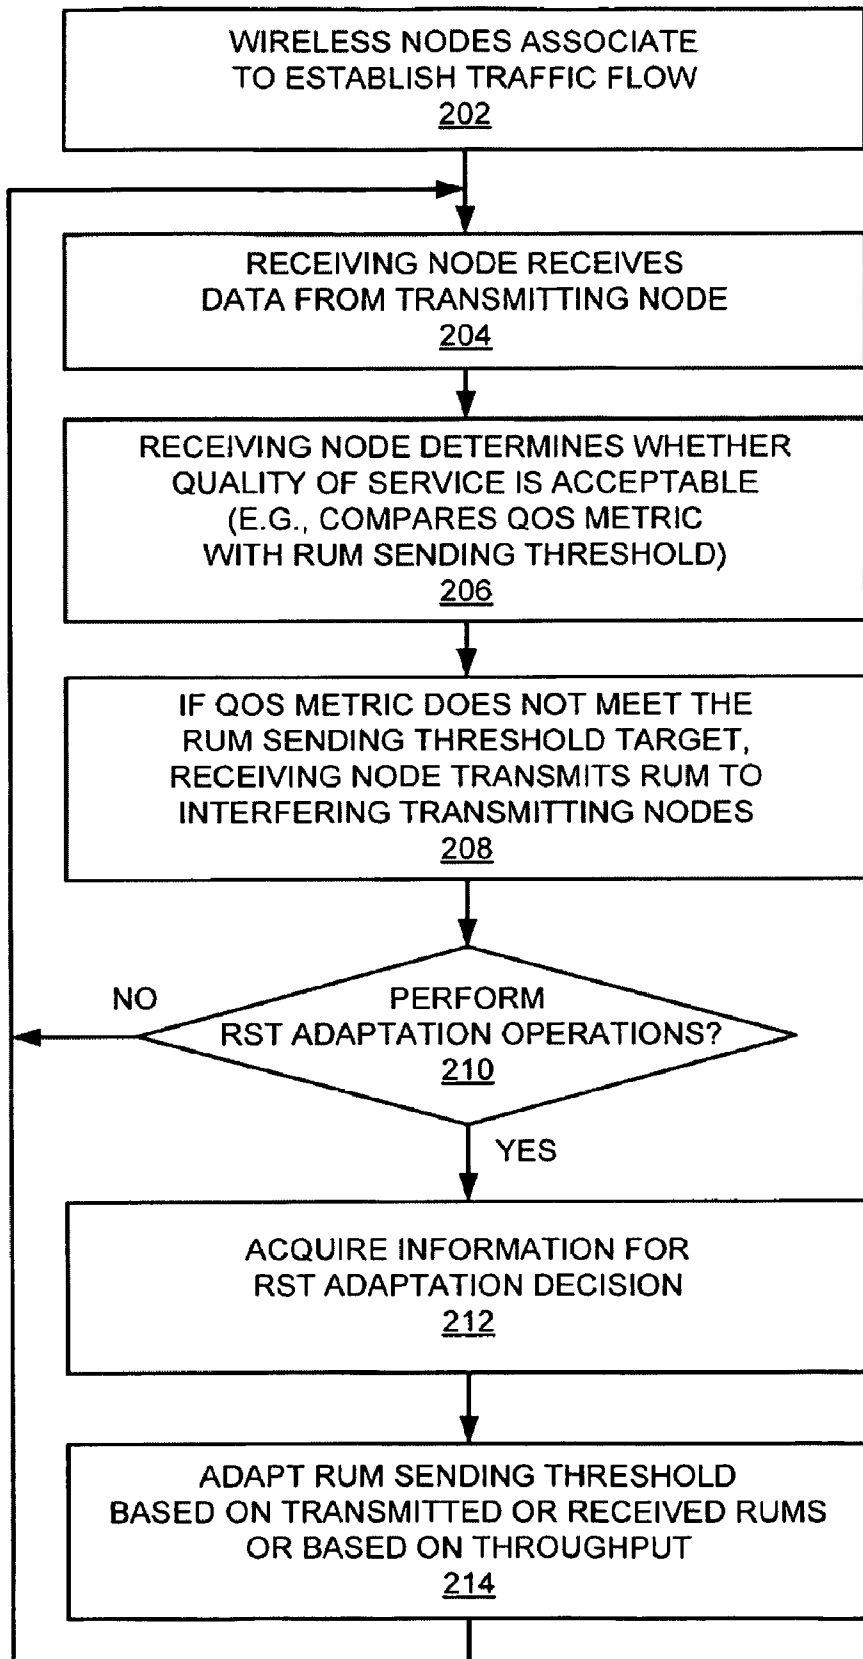 WIRELESS NODES ASSOCIATE
TO ESTABLISH TRAFFIC FLOW
202
RECEIVING NODE RECEIVES
DATA FROM TRANSMITTING NODE
204
RECEIVING NODE DETERMINES WHETHER
QUALITY OF SERVICE IS ACCEPTABLE
(E.G., COMPARES QOS METRIC
WITH RUM SENDING THRESHOLD)
206
IF QOS METRIC DOES NOT MEET THE
RUM SENDING THRESHOLD TARGET,
RECEIVING NODE TRANSMITS RUM TO
INTERFERING TRANSMITTING NODES
208
NO
PERFORM
RST ADAPTATION OPERATIONS?
210
YES
ACQUIRE INFORMATION FOR
RST ADAPTATION DECISION
212
ADAPT RUM SENDING THRESHOLD
BASED ON TRANSMITTED OR RECEIVED RUMS
OR BASED ON THROUGHPUT
214